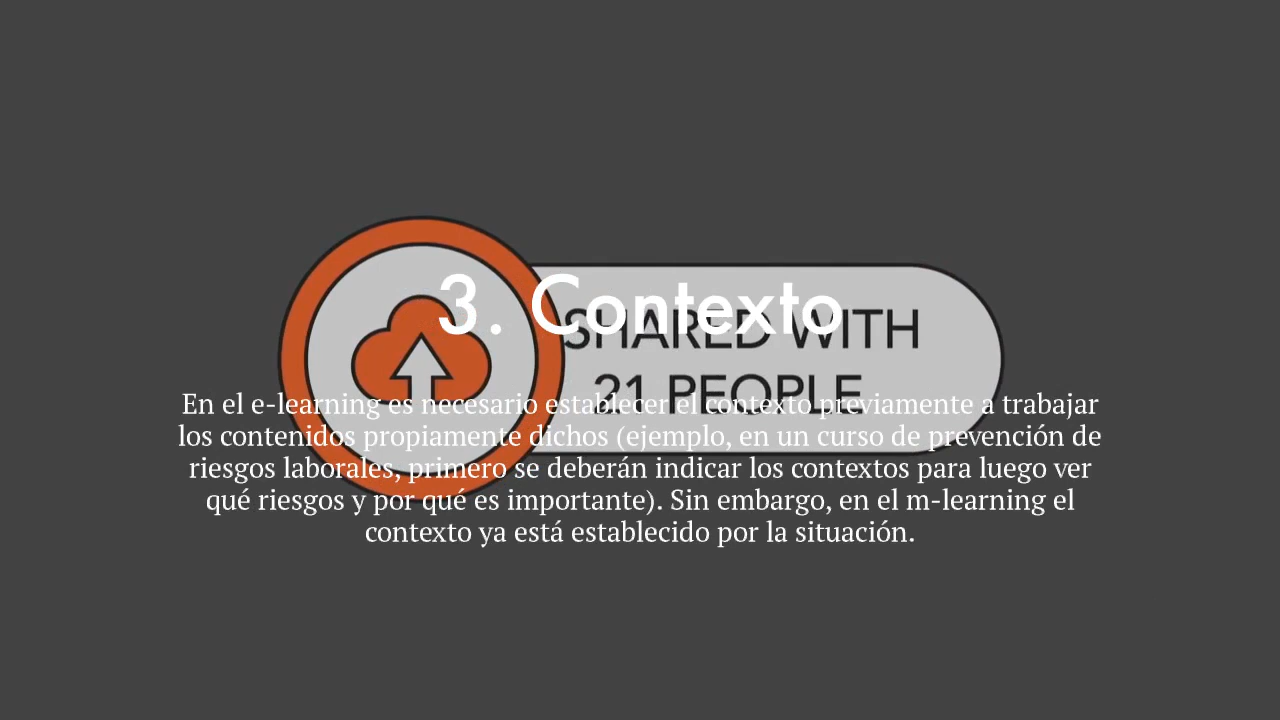 3. Contexto
SHARED WITH
21 PEOPLE
En el e-learning es necesario establecer el contexto previamente a trabajar
los contenidos propiamente dichos (ejemplo, en un curso de prevención de
riesgos laborales, primero se deberán indicar los contextos para luego ver
qué riesgos y por qué es importante). Sin embargo, en el m-learning el
contexto ya está establecido por la situación.